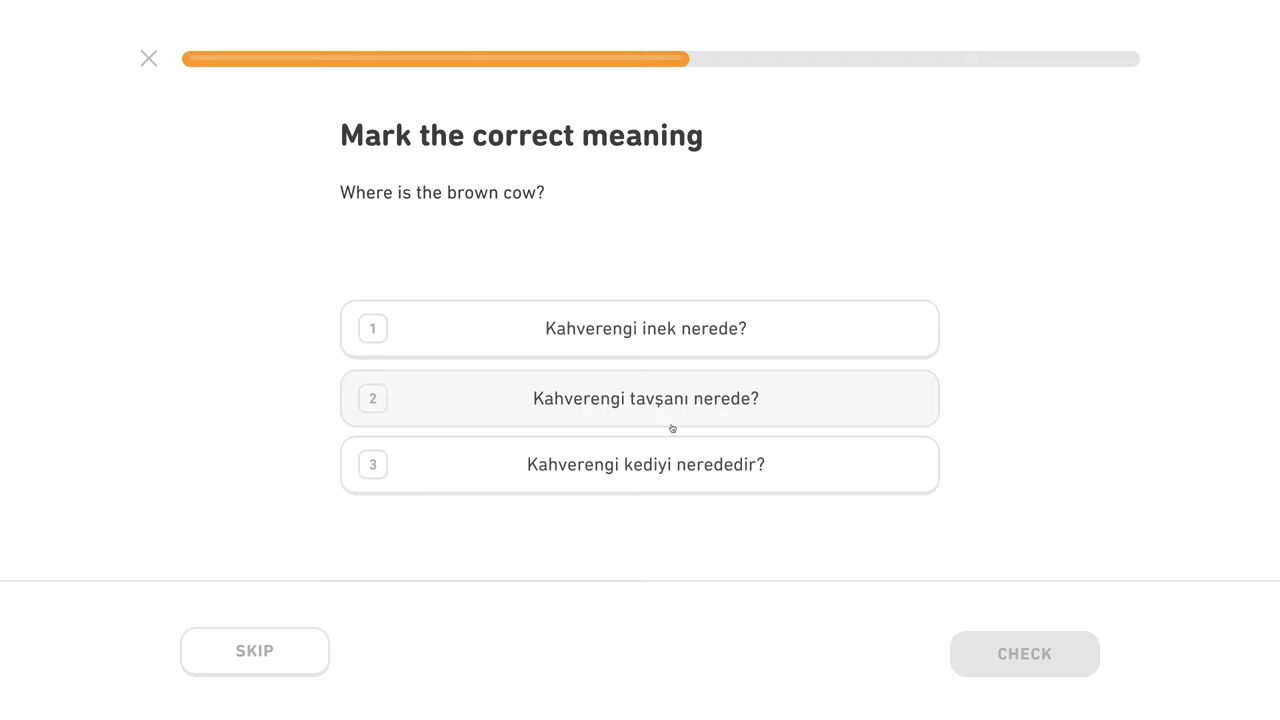 Mark the correct meaning
Where is the brown cow?
1 Kahverengi inek nerede?
2 Kahverengi tavşanı nerede?
3 Kahverengi kediyi nerededir?
SKIP
CHECK